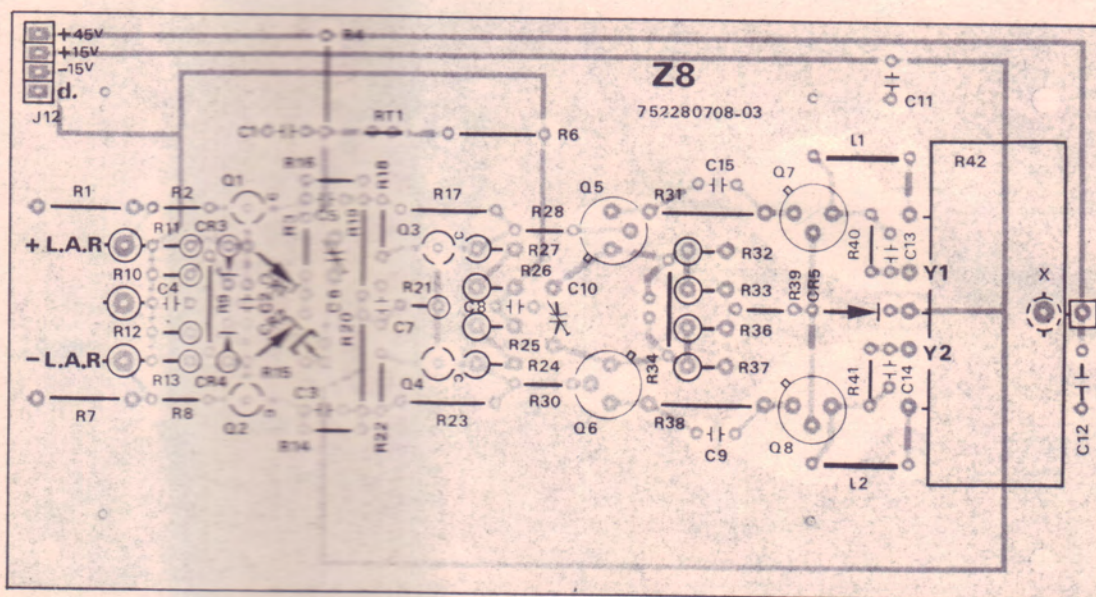 +45V
R4
+15V
-15V
d.
J12
Z8
752280708-03
C11
RT1
R6
L1
R42
R16
R18
C15
Q7
R1
R2
Q1
R17
Q5
R31
R11
CR3
R19
Q3
R28
C
R27
R32
R40
C13
+ L.A.R
R10
R26
Y1
X
C4
R9
R21
C8
C10
R33
R39
CR5
R12
R20
C7
R36
R25
Y2
-L.A.R
R15
R24
R34
R37
R13
CR4
C3
Q4
C
R30
R41
C14
R7
R8
Q2
R14
R22
R23
Q6
R38
C9
Q8
L2
C12